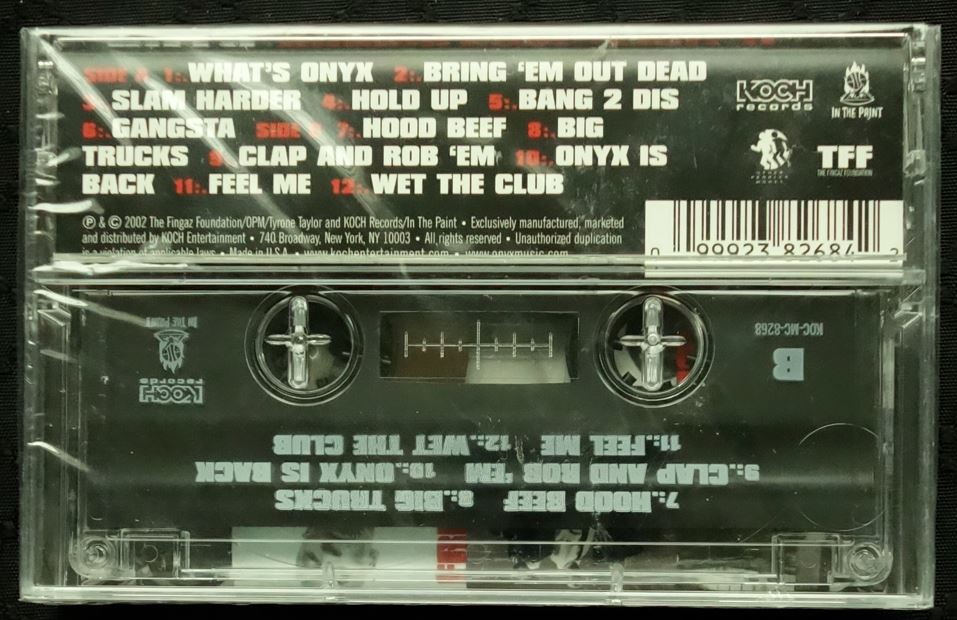 SIDE A 1:.WHAT'S ONYX 2:.BRING 'EM OUT DEAD
3:.SLAM HARDER 4:.HOLD UP 5:.BANG 2 DIS
6:.GANGSTA SIDE B 7:.HOOD BEEF 8:.BIG
TRUCKS 9:.CLAP AND ROB 'EM 10:.ONYX IS
BACK 11:.FEEL ME 12:.WET THE CLUB
KOCH
records
IN THE PAINT
OTHER PEOPLES MONEY
TFF
THE FINGAZ FOUNDATION
℗ & © 2002 The Fingaz Foundation/OPM/Tyrone Taylor and KOCH Records/In The Paint • Exclusively manufactured, marketed
and distributed by KOCH Entertainment • 740 Broadway, New York, NY 10003 • All rights reserved • Unauthorized duplication
is a violation of applicable laws • Made in U.S.A. • www.kochentertainment.com • www.onyxmusic.com
0 99923 82684 2
7:.HOOD BEEF 8:.BIG TRUCKS
9:.CLAP AND ROB 'EM 10:.ONYX IS BACK
11:.FEEL ME 12:.WET THE CLUB
B
KOC-MC-8268
KOCH
records
IN THE PAINT